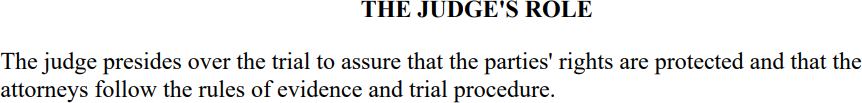 THE JUDGE'S ROLE
The judge presides over the trial to assure that the parties' rights are protected and that the
attorneys follow the rules of evidence and trial procedure.